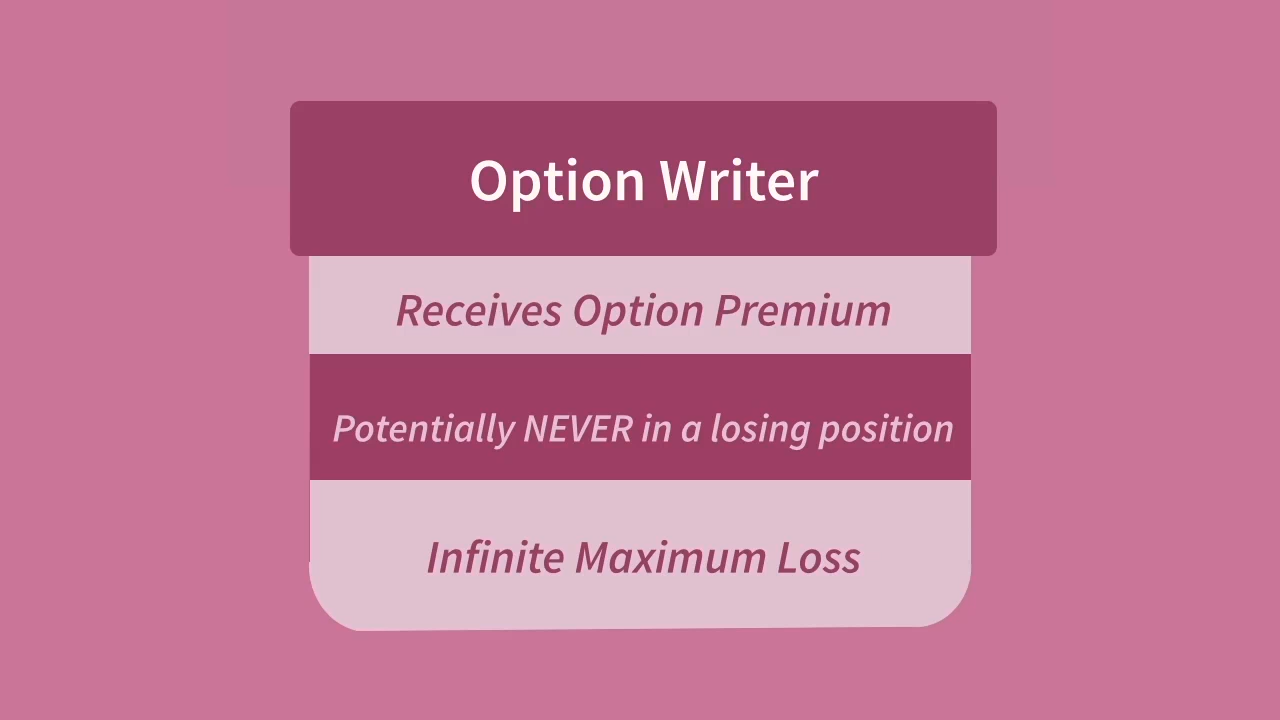 Option Writer
Receives Option Premium
Potentially NEVER in a losing position
Infinite Maximum Loss